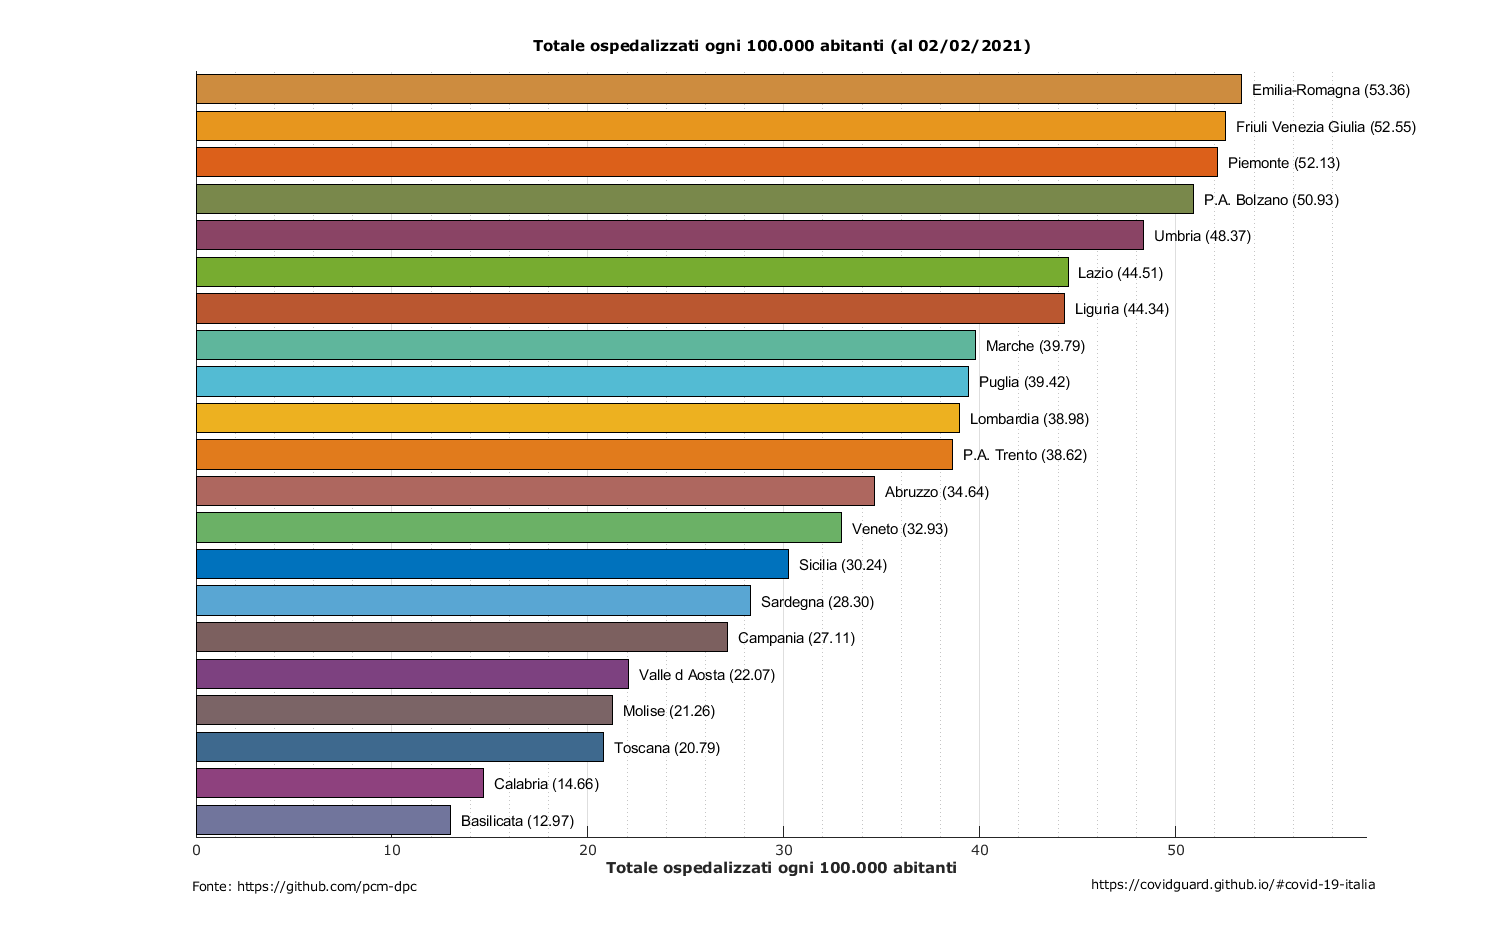 Totale ospedalizzati ogni 100.000 abitanti (al 02/02/2021)
Emilia-Romagna (53.36)
Friuli Venezia Giulia (52.55)
Piemonte (52.13)
P.A. Bolzano (50.93)
Umbria (48.37)
Lazio (44.51)
Liguria (44.34)
Marche (39.79)
Puglia (39.42)
Lombardia (38.98)
P.A. Trento (38.62)
Abruzzo (34.64)
Veneto (32.93)
Sicilia (30.24)
Sardegna (28.30)
Campania (27.11)
Valle d Aosta (22.07)
Molise (21.26)
Toscana (20.79)
Calabria (14.66)
Basilicata (12.97)
0 10 20 30 40 50
Totale ospedalizzati ogni 100.000 abitanti
Fonte: https://github.com/pcm-dpc
https://covidguard.github.io/#covid-19-italia